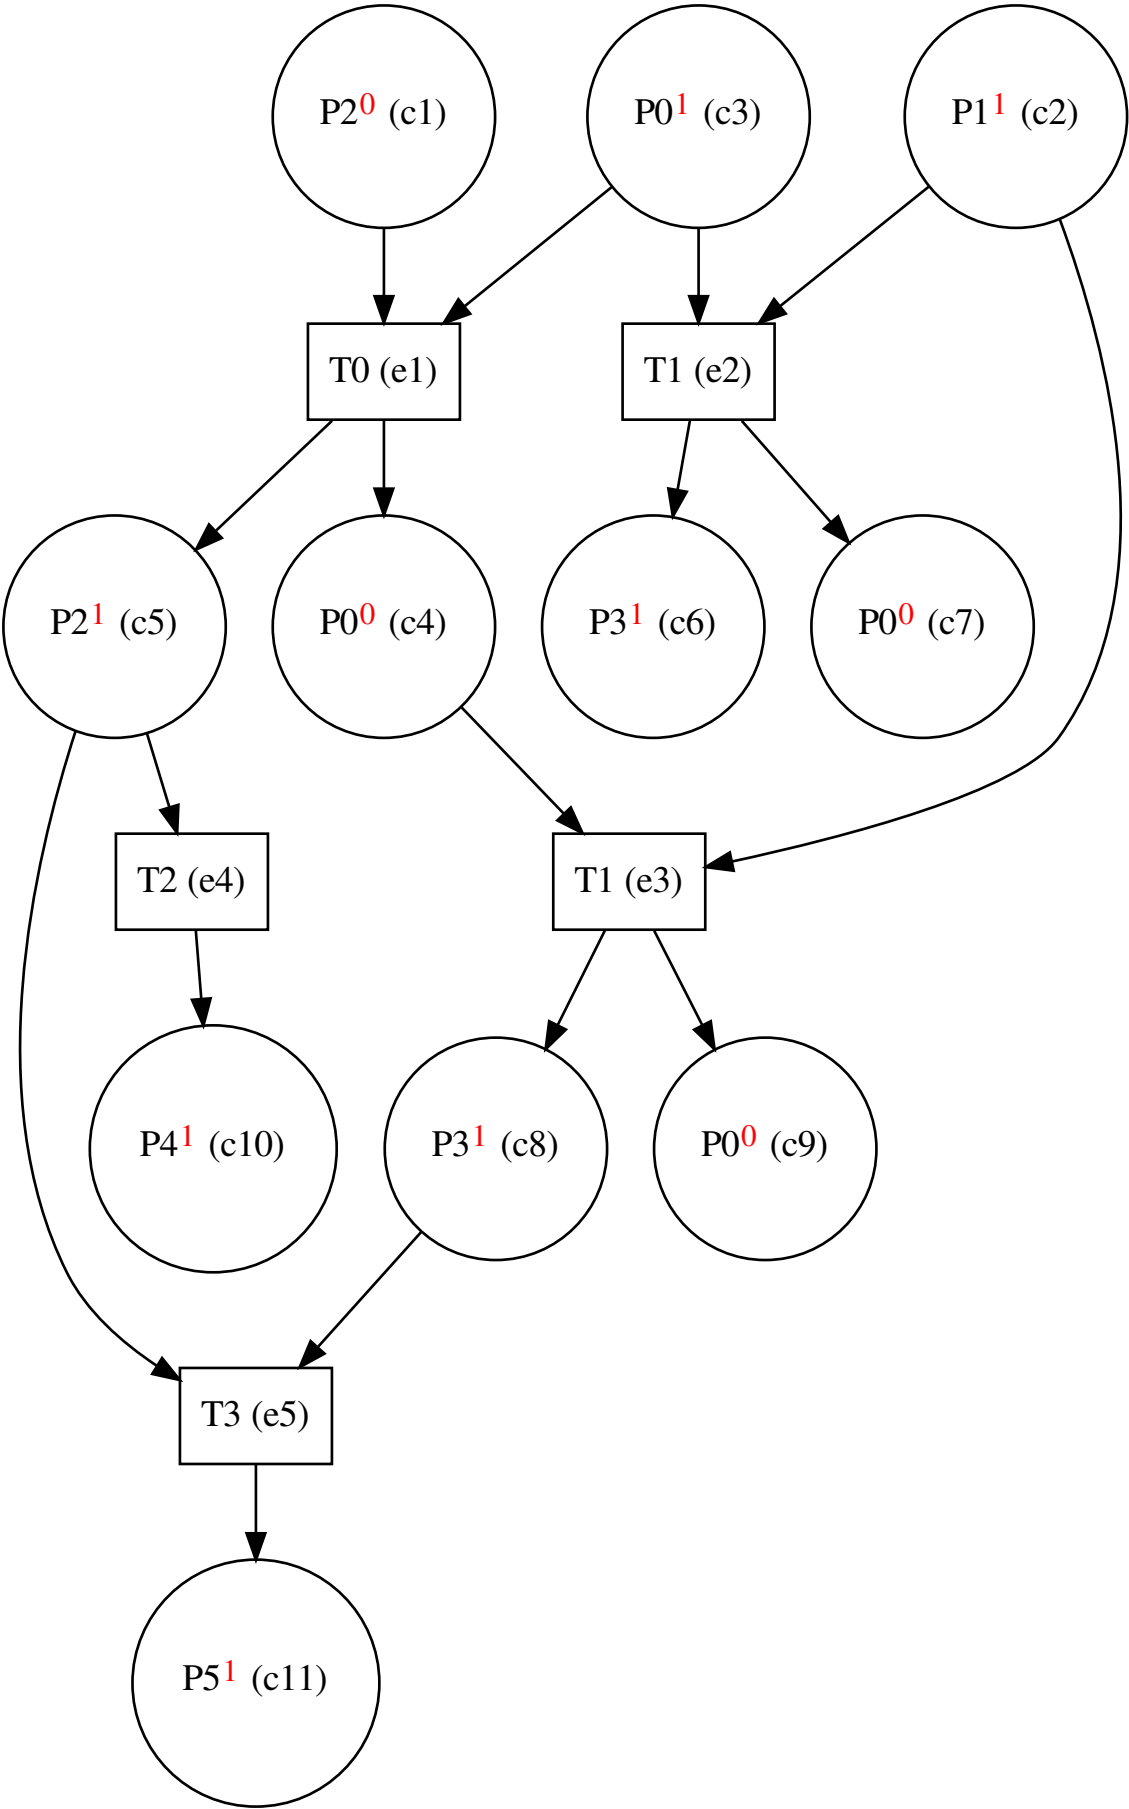 P2⁰ (c1)
P0¹ (c3)
P1¹ (c2)
T0 (e1)
T1 (e2)
P2¹ (c5)
P0⁰ (c4)
P3¹ (c6)
P0⁰ (c7)
T2 (e4)
T1 (e3)
P4¹ (c10)
P3¹ (c8)
P0⁰ (c9)
T3 (e5)
P5¹ (c11)